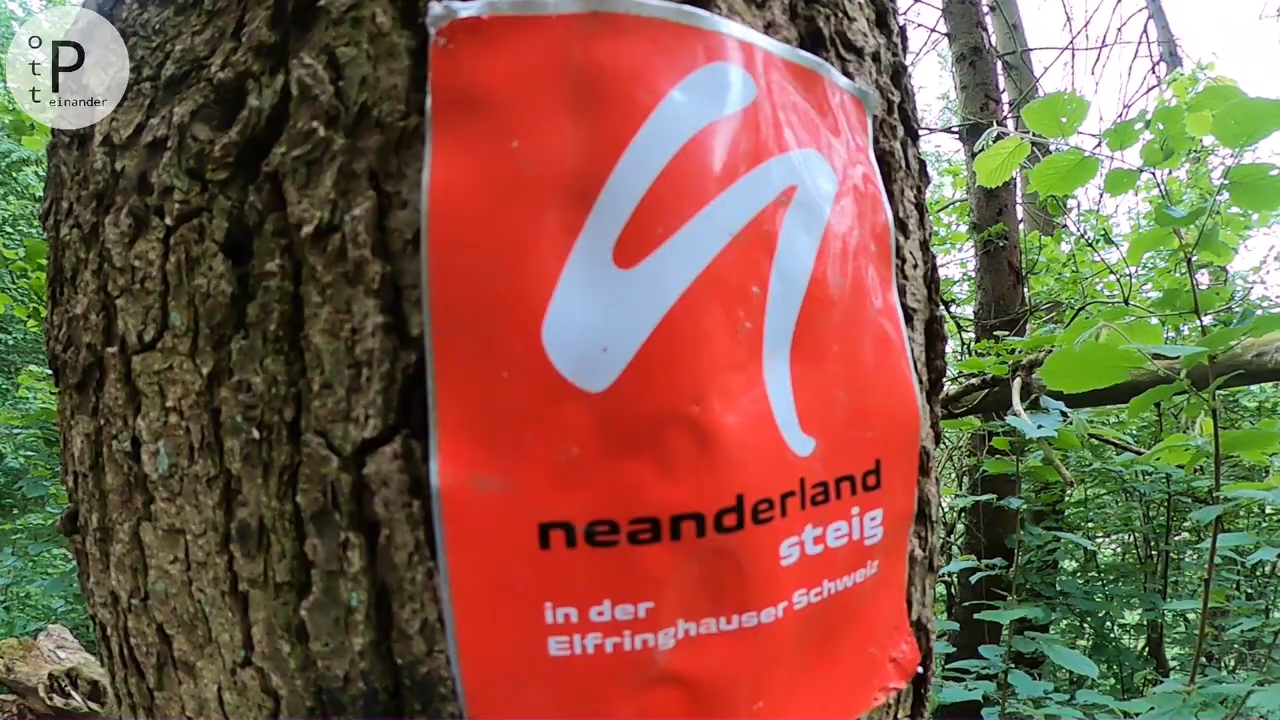 ott
P
einander
neanderland
steig
in der
Elfringhauser Schweiz